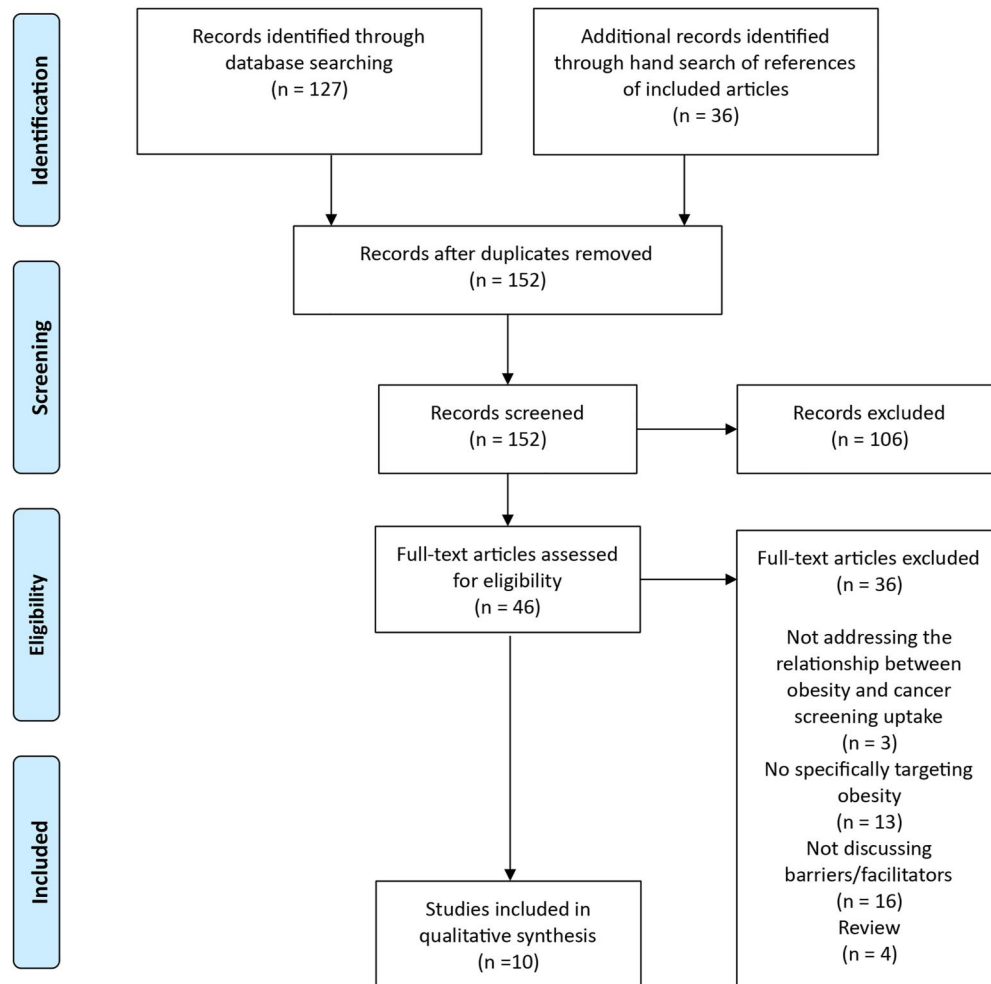 Identification
Records identified through
database searching
(n = 127)
Additional records identified
through hand search of references
of included articles
(n = 36)
Records after duplicates removed
(n = 152)
Screening
Records screened
(n = 152)
Records excluded
(n = 106)
Eligibility
Full-text articles assessed
for eligibility
(n = 46)
Full-text articles excluded
(n = 36)
Not addressing the
relationship between
obesity and cancer
screening uptake
(n = 3)
No specifically targeting
obesity
(n = 13)
Not discussing
barriers/facilitators
(n = 16)
Review
(n = 4)
Included
Studies included in
qualitative synthesis
(n =10)